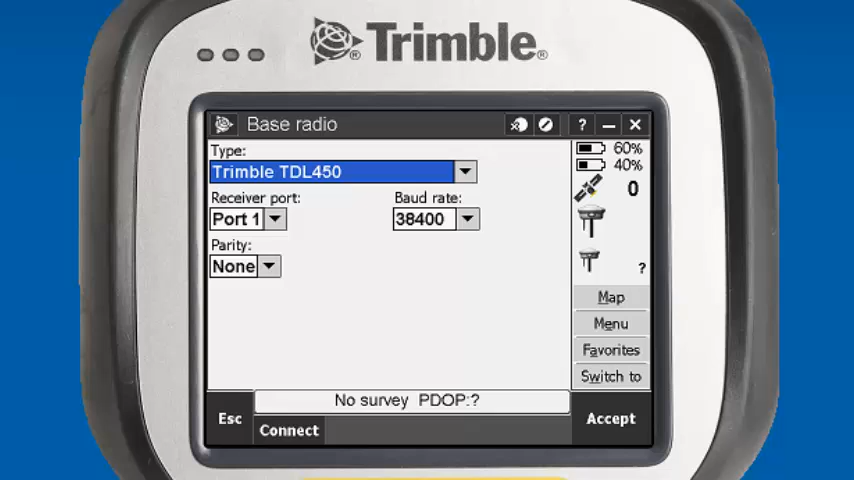 Trimble®
Base radio
? – ×
Type:
Trimble TDL450
Receiver port:
Baud rate:
Port 1
38400
Parity:
None
60%
40%
0
?
Map
Menu
Favorites
Switch to
Esc
No survey PDOP:?
Connect
Accept